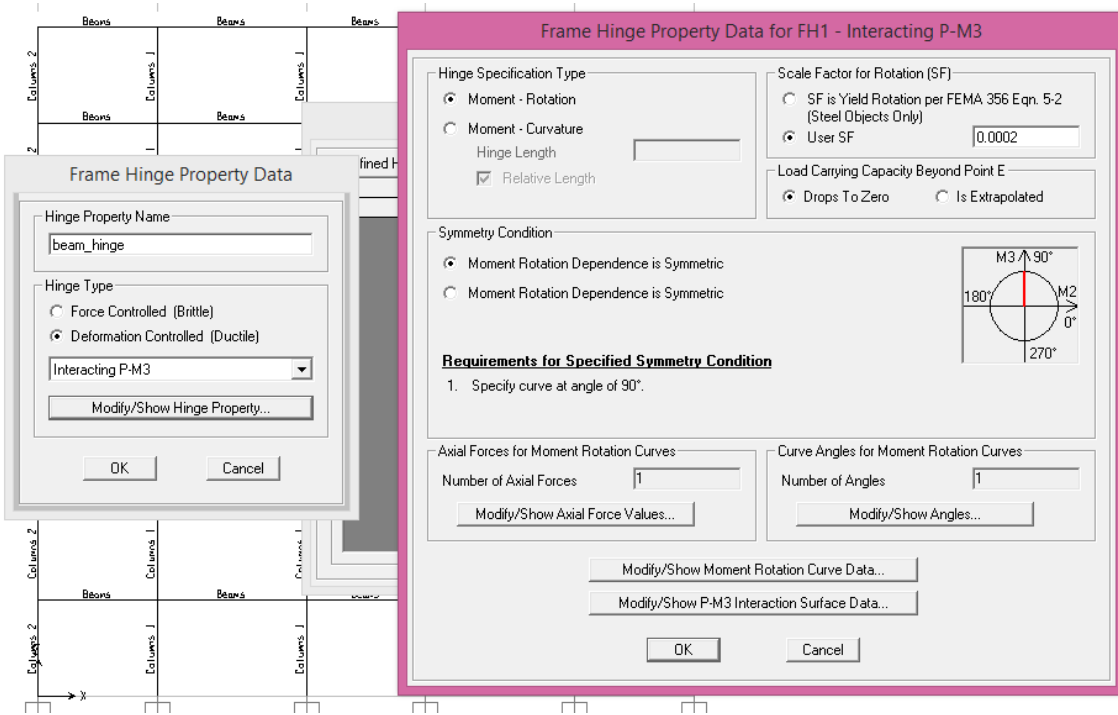 Beams Beams Beams
Columns 2 Columns 1 Columns 1
Beams Beams
fined H
Frame Hinge Property Data
Hinge Property Name
beam_hinge
Hinge Type
Force Controlled (Brittle)
Deformation Controlled (Ductile)
Interacting P-M3
Modify/Show Hinge Property...
OK Cancel
Columns 2 Columns 1 Columns 1
Beams Beams
Columns 2 Columns 1 Columns 1
X
Frame Hinge Property Data for FH1 - Interacting P-M3
Hinge Specification Type
Moment - Rotation
Moment - Curvature
Hinge Length
Relative Length
Scale Factor for Rotation (SF)
SF is Yield Rotation per FEMA 356 Eqn. 5-2
(Steel Objects Only)
User SF 0.0002
Load Carrying Capacity Beyond Point E
Drops To Zero Is Extrapolated
Symmetry Condition
Moment Rotation Dependence is Symmetric
Moment Rotation Dependence is Symmetric
M3 90°
180° M2
0°
270°
Requirements for Specified Symmetry Condition
1. Specify curve at angle of 90°.
Axial Forces for Moment Rotation Curves
Number of Axial Forces 1
Modify/Show Axial Force Values...
Curve Angles for Moment Rotation Curves
Number of Angles 1
Modify/Show Angles...
Modify/Show Moment Rotation Curve Data...
Modify/Show P-M3 Interaction Surface Data...
OK Cancel